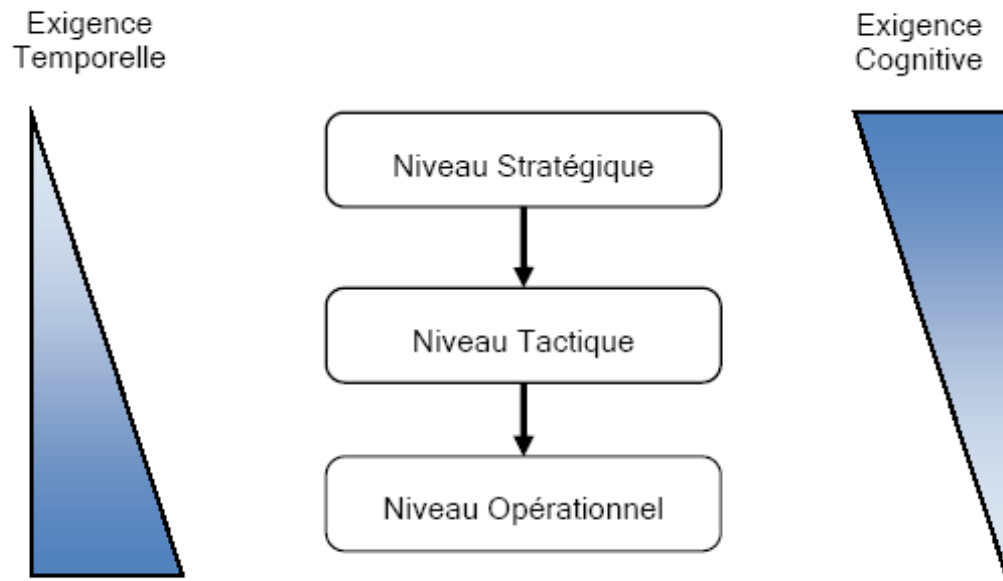 Exigence
Temporelle
Exigence
Cognitive
Niveau Stratégique
Niveau Tactique
Niveau Opérationnel